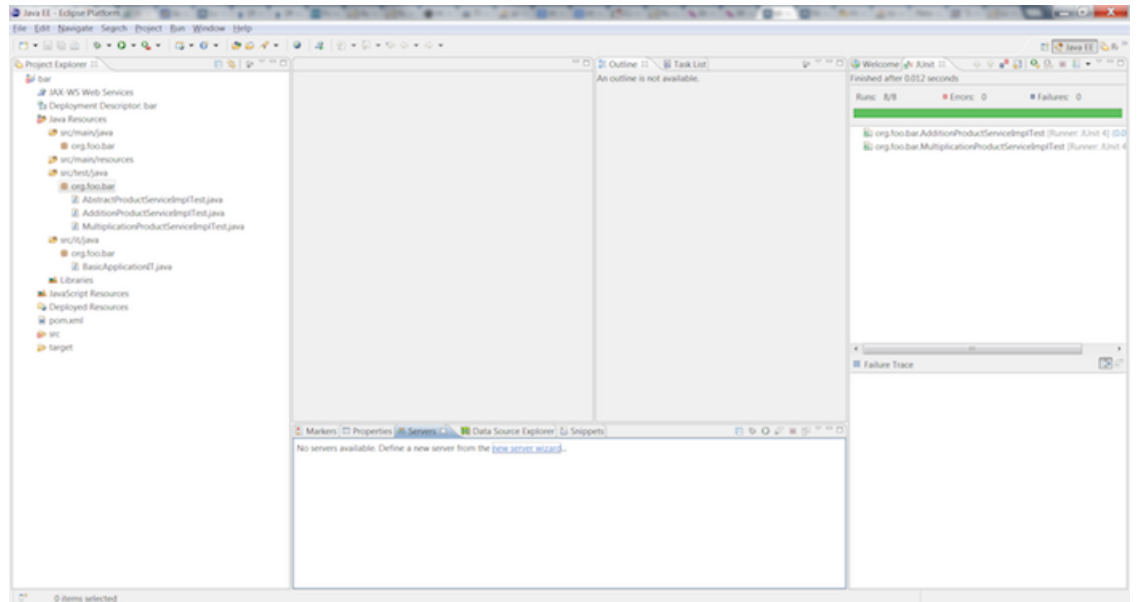 Java EE - Eclipse Platform
File Edit Navigate Search Project Run Window Help
Java EE
Project Explorer
bar
JAX-WS Web Services
Deployment Descriptor: bar
Java Resources
src/main/java
org.foo.bar
src/main/resources
src/test/java
org.foo.bar
AbstractProductServiceImplTest.java
AdditionProductServiceImplTest.java
MultiplicationProductServiceImplTest.java
src/it/java
org.foo.bar
BasicApplicationIT.java
Libraries
JavaScript Resources
Deployed Resources
pom.xml
src
target
Outline Task List
An outline is not available.
Markers Properties Servers Data Source Explorer Snippets
No servers available. Define a new server from the new server wizard...
Welcome JUnit
Finished after 0.012 seconds
Runs: 8/8 Errors: 0 Failures: 0
org.foo.bar.AdditionProductServiceImplTest [Runner: JUnit 4] (0.0
org.foo.bar.MultiplicationProductServiceImplTest [Runner: JUnit 4
Failure Trace
0 items selected